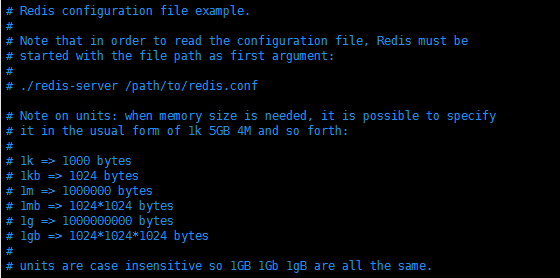 # Redis configuration file example.
#
# Note that in order to read the configuration file, Redis must be
# started with the file path as first argument:
#
# ./redis-server /path/to/redis.conf

# Note on units: when memory size is needed, it is possible to specify
# it in the usual form of 1k 5GB 4M and so forth:
#
# 1k => 1000 bytes
# 1kb => 1024 bytes
# 1m => 1000000 bytes
# 1mb => 1024*1024 bytes
# 1g => 1000000000 bytes
# 1gb => 1024*1024*1024 bytes
#
# units are case insensitive so 1GB 1Gb 1gB are all the same.